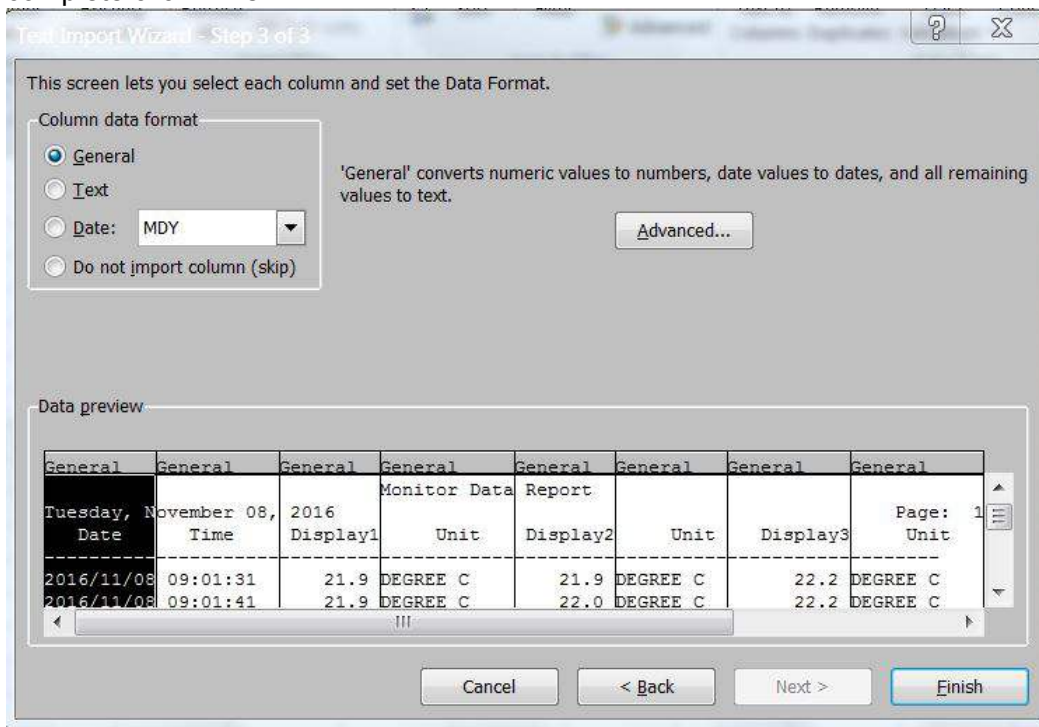 Text Import Wizard - Step 3 of 3
This screen lets you select each column and set the Data Format.
Column data format
General
Text
Date: MDY
Do not import column (skip)
'General' converts numeric values to numbers, date values to dates, and all remaining
values to text.
Advanced...
Data preview
General General General General General General General General
Monitor Data Report
Tuesday, November 08, 2016 Page: 1
Date Time Display1 Unit Display2 Unit Display3 Unit
2016/11/08 09:01:31 21.9 DEGREE C 21.9 DEGREE C 22.2 DEGREE C
2016/11/08 09:01:41 21.9 DEGREE C 22.0 DEGREE C 22.2 DEGREE C
Cancel < Back Next > Finish